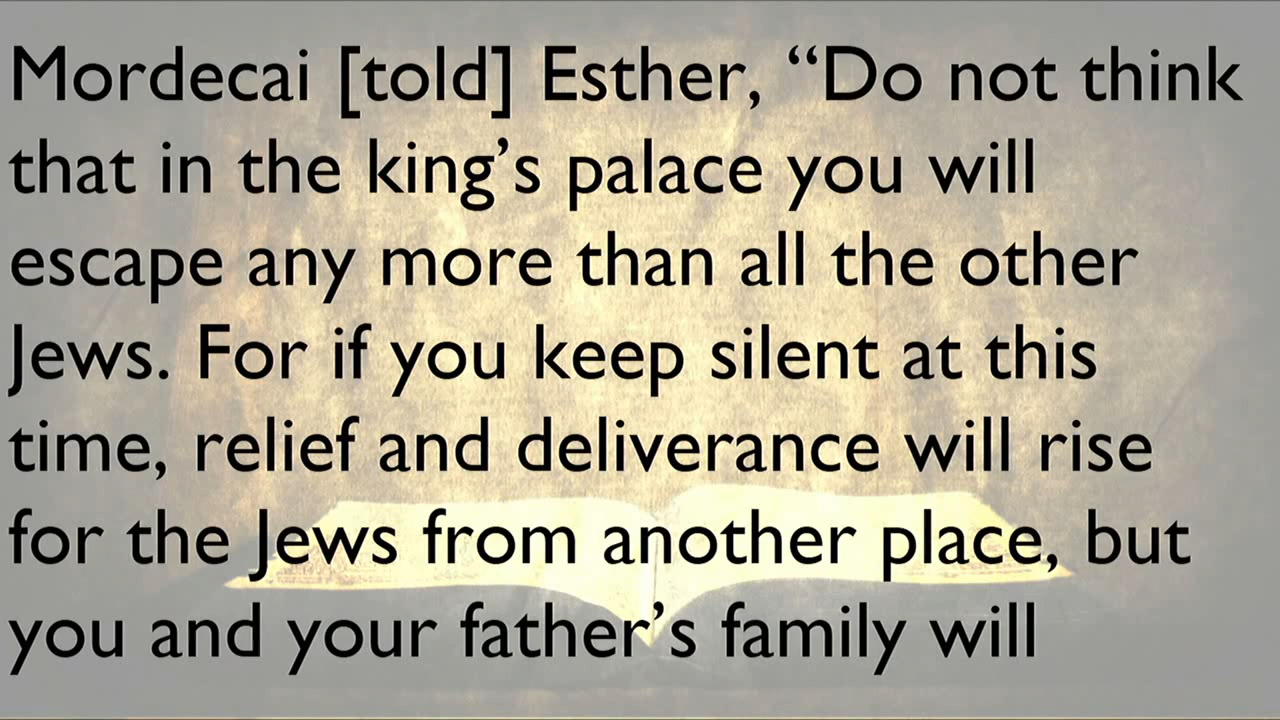 Mordecai [told] Esther, “Do not think
that in the king’s palace you will
escape any more than all the other
Jews. For if you keep silent at this
time, relief and deliverance will rise
for the Jews from another place, but
you and your father’s family will